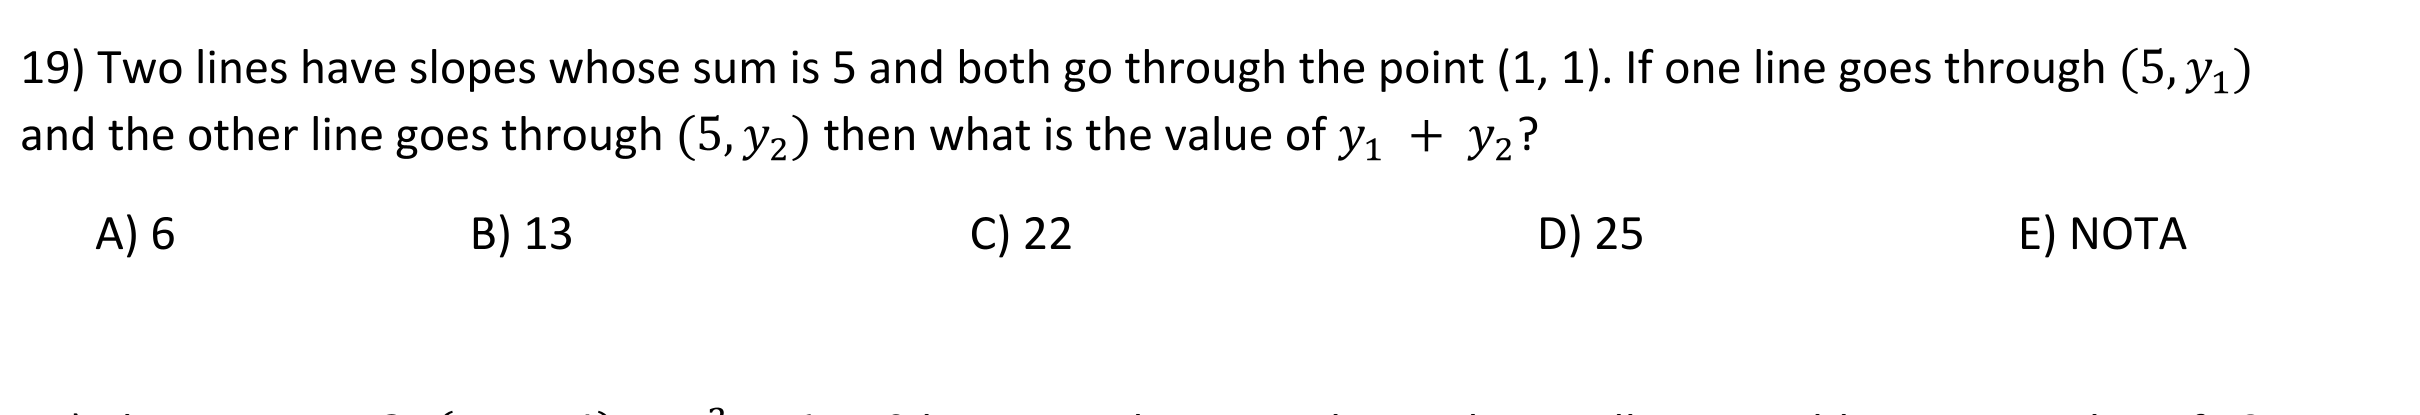 19) Two lines have slopes whose sum is 5 and both go through the point (1, 1). If one line goes through (5, y₁)
and the other line goes through (5, y₂) then what is the value of y₁ + y₂?
A) 6 B) 13 C) 22 D) 25 E) NOTA